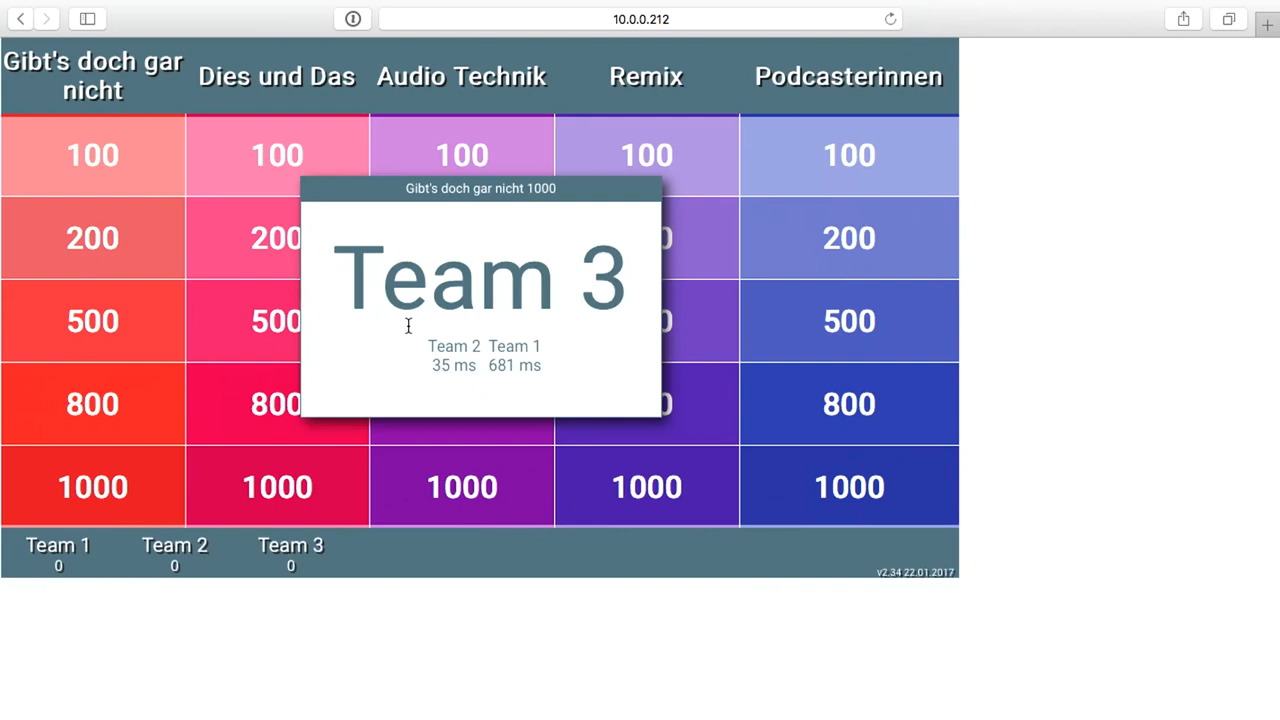 10.0.0.212
Gibt's doch gar
nicht
Dies und Das
Audio Technik
Remix
Podcasterinnen
100 100 100 100 100
Gibt's doch gar nicht 1000
200 200 0 200
Team 3
500 500 0 500
Team 2 Team 1
35 ms 681 ms
800 800 0 800
1000 1000 1000 1000 1000
Team 1 Team 2 Team 3
0 0 0
v2.34 22.01.2017